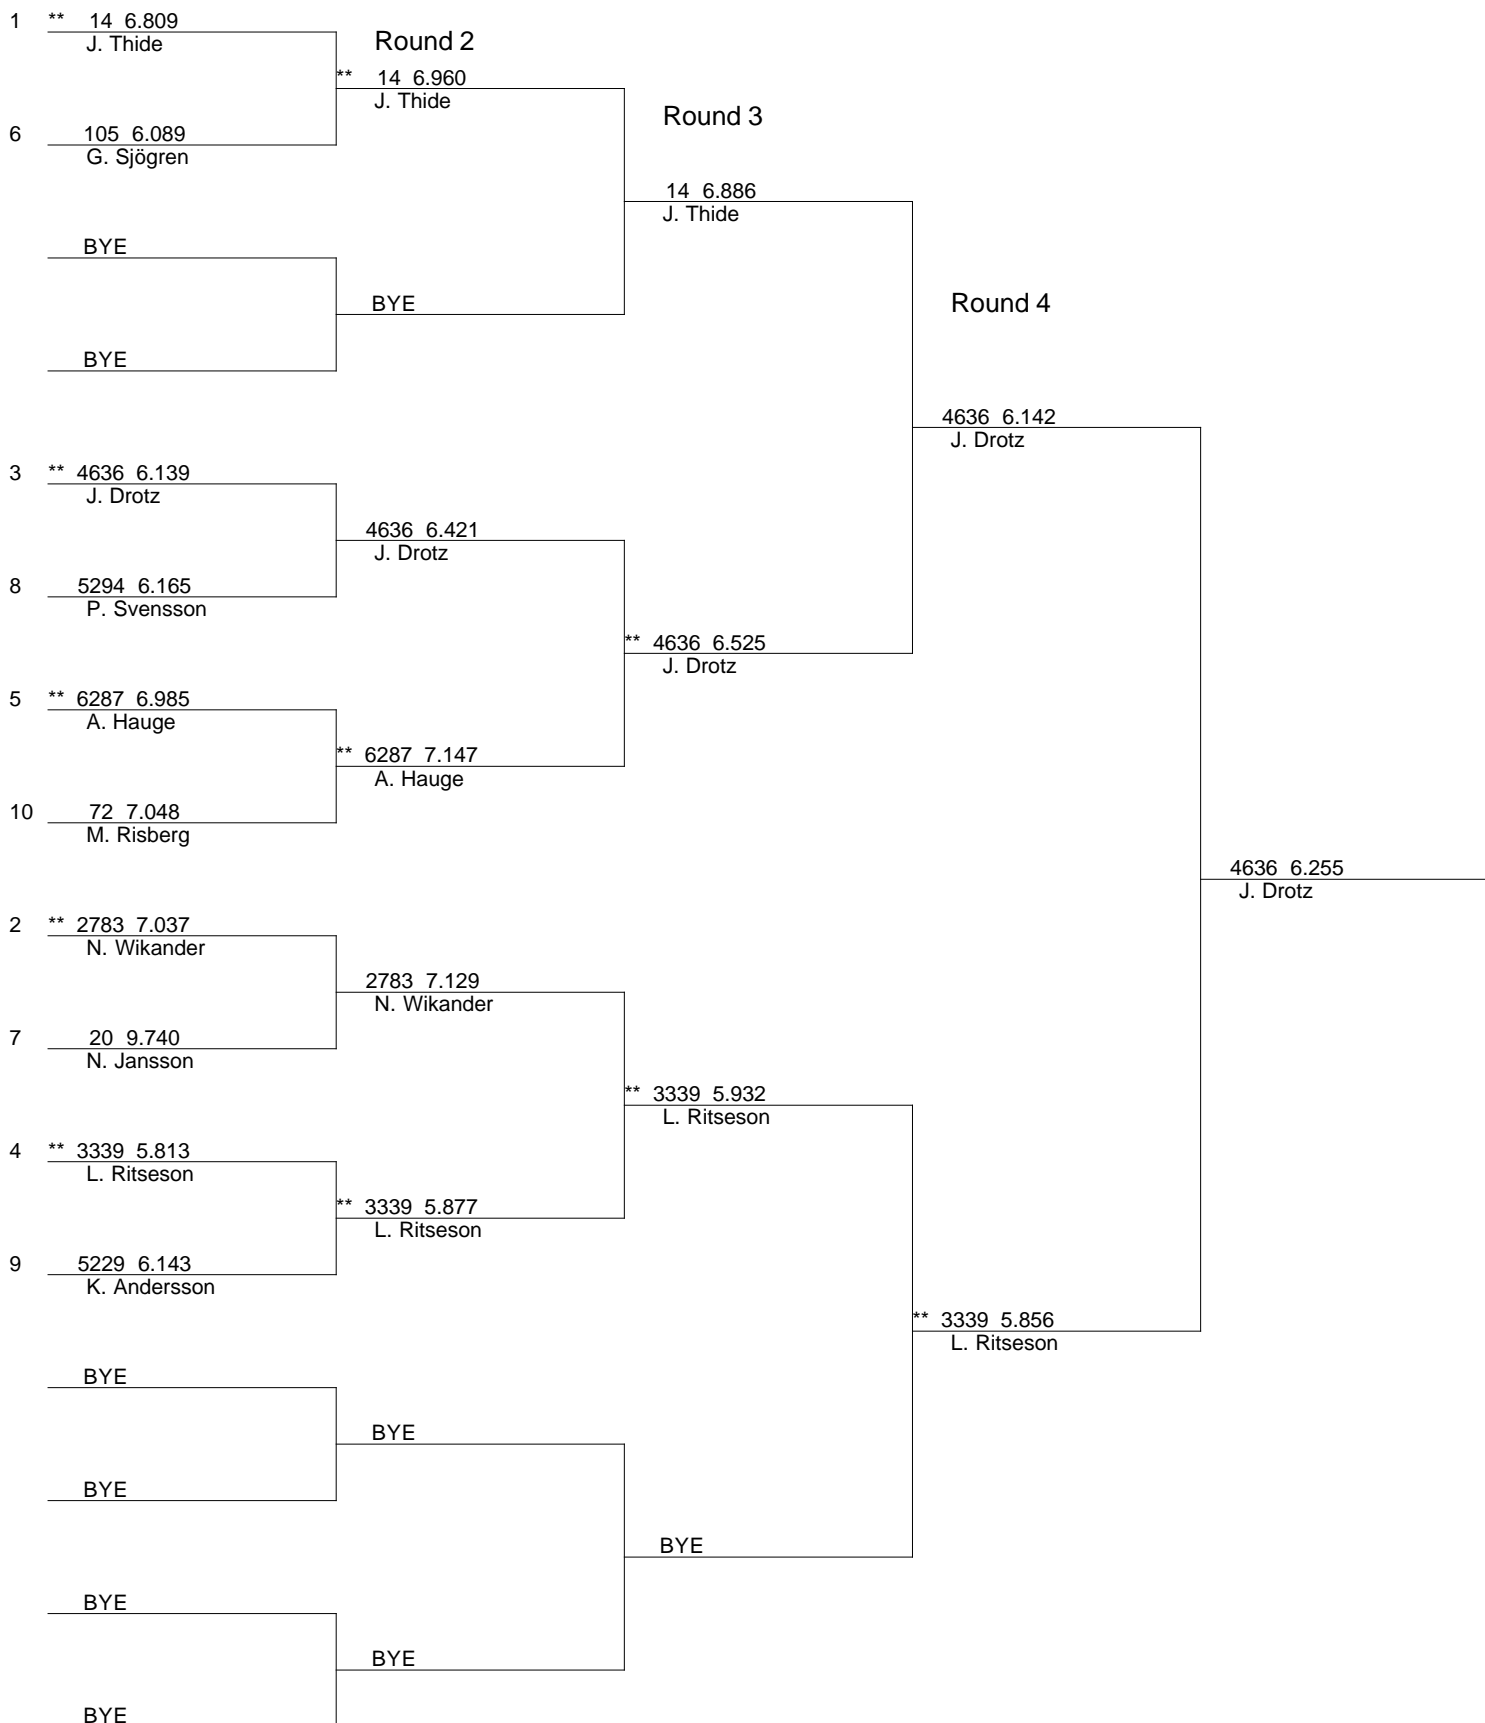 1 ** 14 6.809
J. Thide
Round 2
** 14 6.960
J. Thide
Round 3
6 105 6.089
G. Sjögren
14 6.886
J. Thide
BYE
BYE
Round 4
BYE
4636 6.142
J. Drotz
3 ** 4636 6.139
J. Drotz
4636 6.421
J. Drotz
8 5294 6.165
P. Svensson
** 4636 6.525
J. Drotz
5 ** 6287 6.985
A. Hauge
** 6287 7.147
A. Hauge
10 72 7.048
M. Risberg
4636 6.255
J. Drotz
2 ** 2783 7.037
N. Wikander
2783 7.129
N. Wikander
7 20 9.740
N. Jansson
** 3339 5.932
L. Ritseson
4 ** 3339 5.813
L. Ritseson
** 3339 5.877
L. Ritseson
9 5229 6.143
K. Andersson
** 3339 5.856
L. Ritseson
BYE
BYE
BYE
BYE
BYE
BYE
BYE